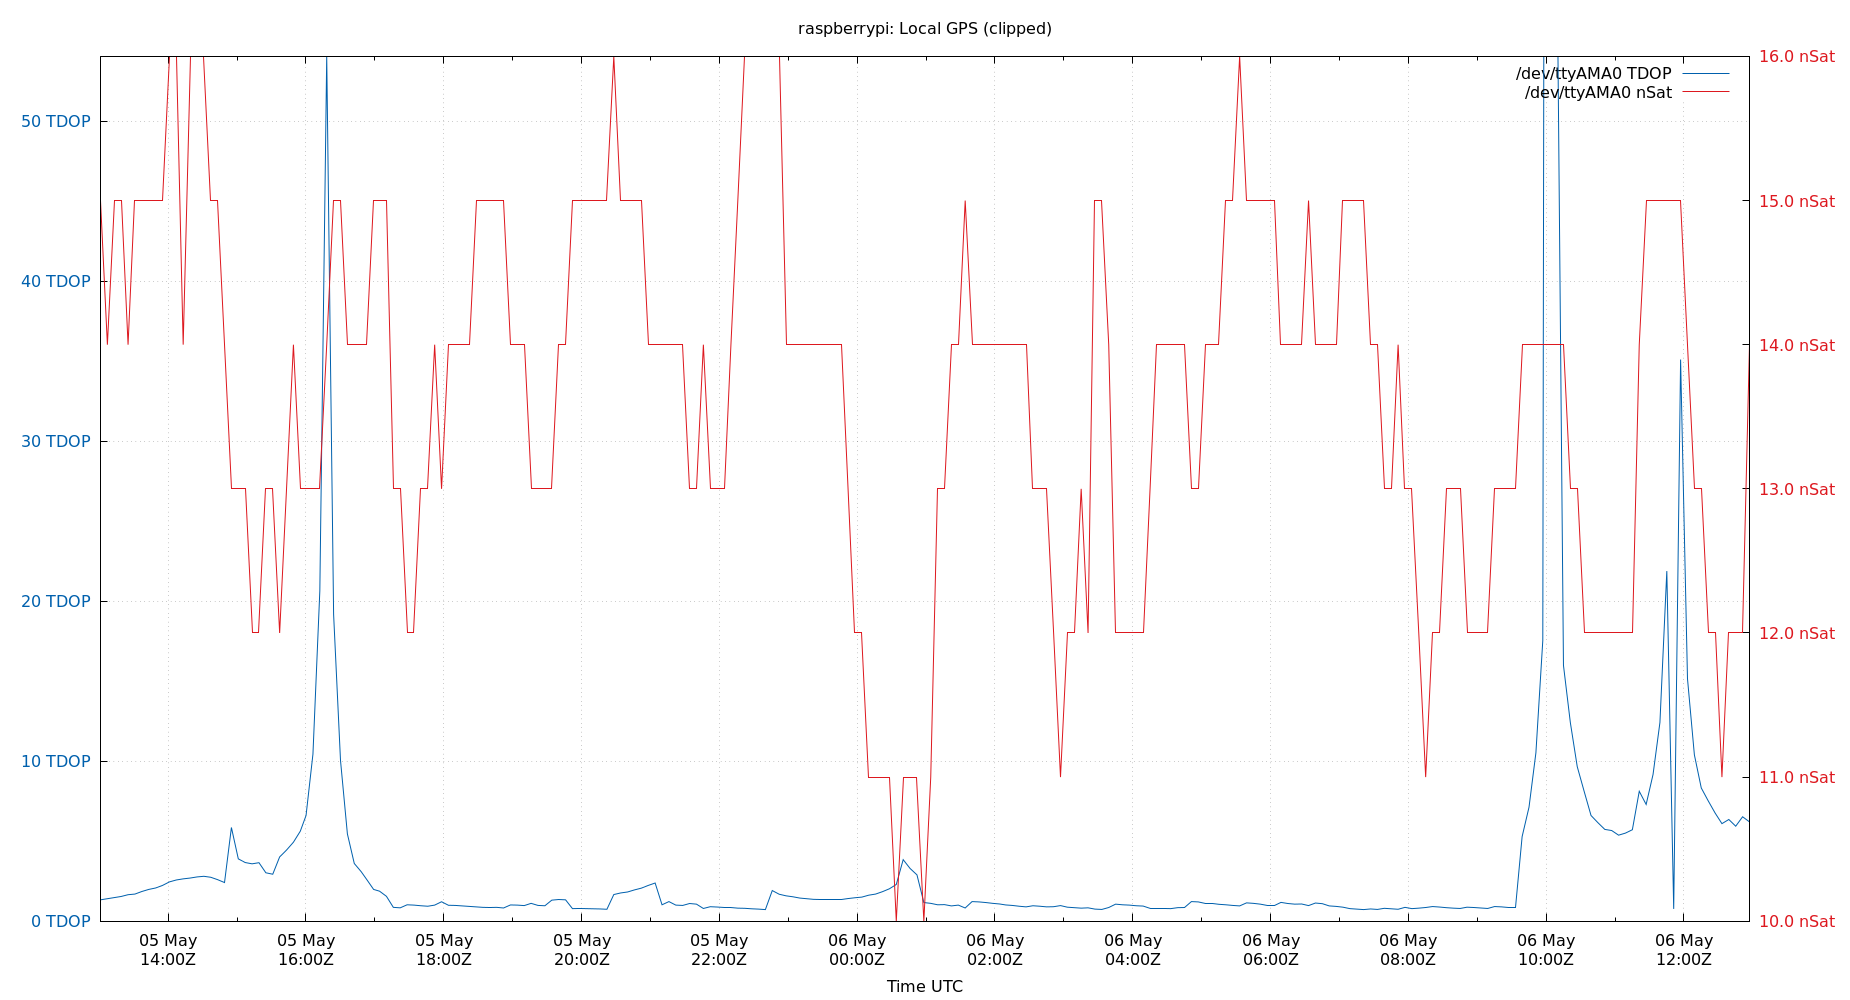 raspberrypi: Local GPS (clipped)
16.0 nSat
/dev/ttyAMA0 TDOP
/dev/ttyAMA0 nSat
50 TDOP
15.0 nSat
40 TDOP
14.0 nSat
30 TDOP
13.0 nSat
20 TDOP
12.0 nSat
10 TDOP
11.0 nSat
0 TDOP
10.0 nSat
05 May
14:00Z
05 May
16:00Z
05 May
18:00Z
05 May
20:00Z
05 May
22:00Z
06 May
00:00Z
06 May
02:00Z
06 May
04:00Z
06 May
06:00Z
06 May
08:00Z
06 May
10:00Z
06 May
12:00Z
Time UTC